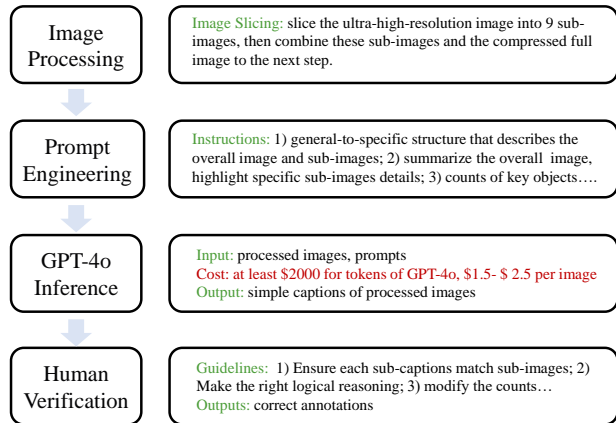 Image
Processing
Image Slicing: slice the ultra-high-resolution image into 9 sub-
images, then combine these sub-images and the compressed full
image to the next step.
Prompt
Engineering
Instructions: 1) general-to-specific structure that describes the
overall image and sub-images; 2) summarize the overall image,
highlight specific sub-images details; 3) counts of key objects….
GPT-4o
Inference
Input: processed images, prompts
Cost: at least $2000 for tokens of GPT-4o, $1.5- $ 2.5 per image
Output: simple captions of processed images
Human
Verification
Guidelines: 1) Ensure each sub-captions match sub-images; 2)
Make the right logical reasoning; 3) modify the counts…
Outputs: correct annotations